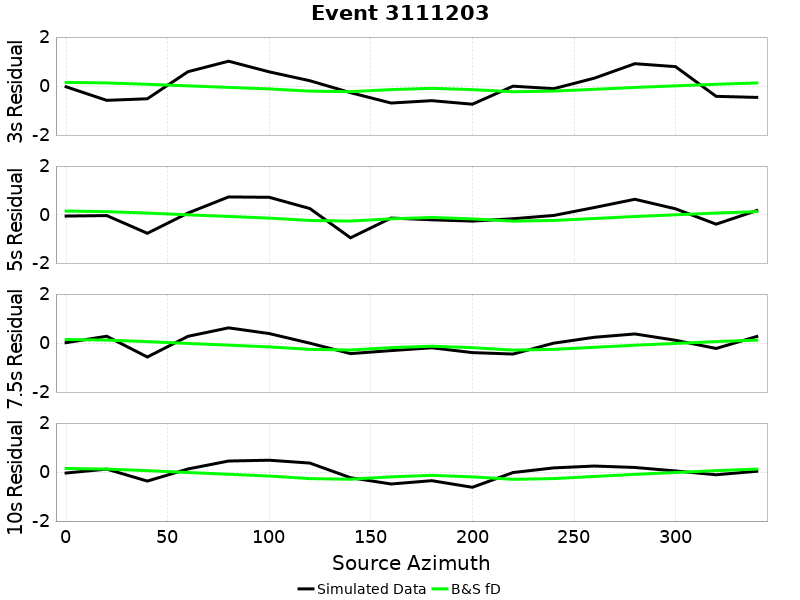 Event 3111203
3s Residual
2
0
-2
5s Residual
2
0
-2
7.5s Residual
2
0
-2
10s Residual
2
0
-2
0 50 100 150 200 250 300
Source Azimuth
Simulated Data B&S fD